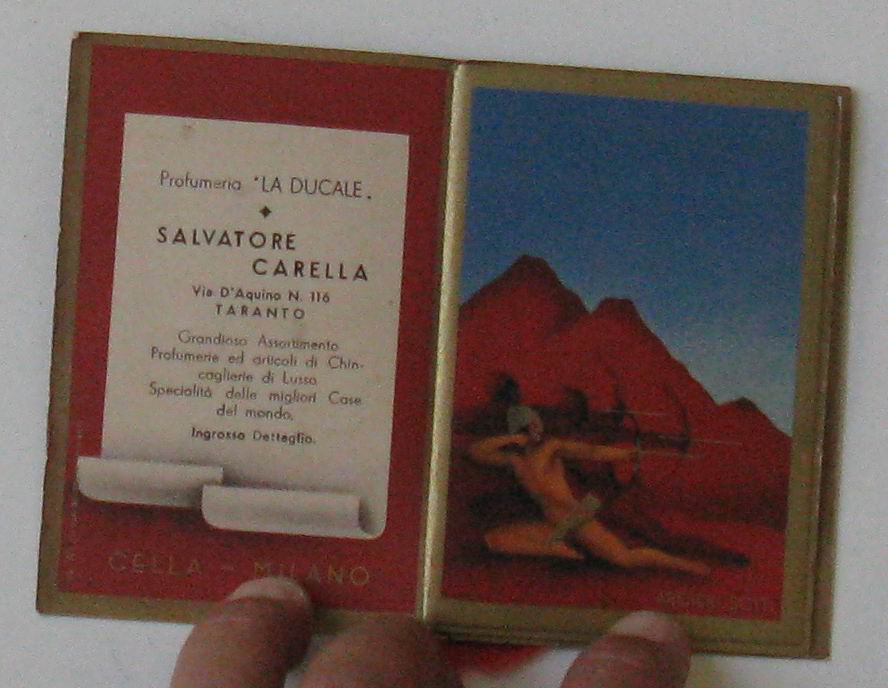 Profumeria "LA DUCALE„
SALVATORE
CARELLA
Via D'Aquino N. 116
TARANTO
Grandioso Assortimento
Profumerie ed articoli di Chin-
caglierie di Lusso
Specialità delle migliori Case
del mondo.
Ingrosso Dettaglio.
CELLA - MILANO